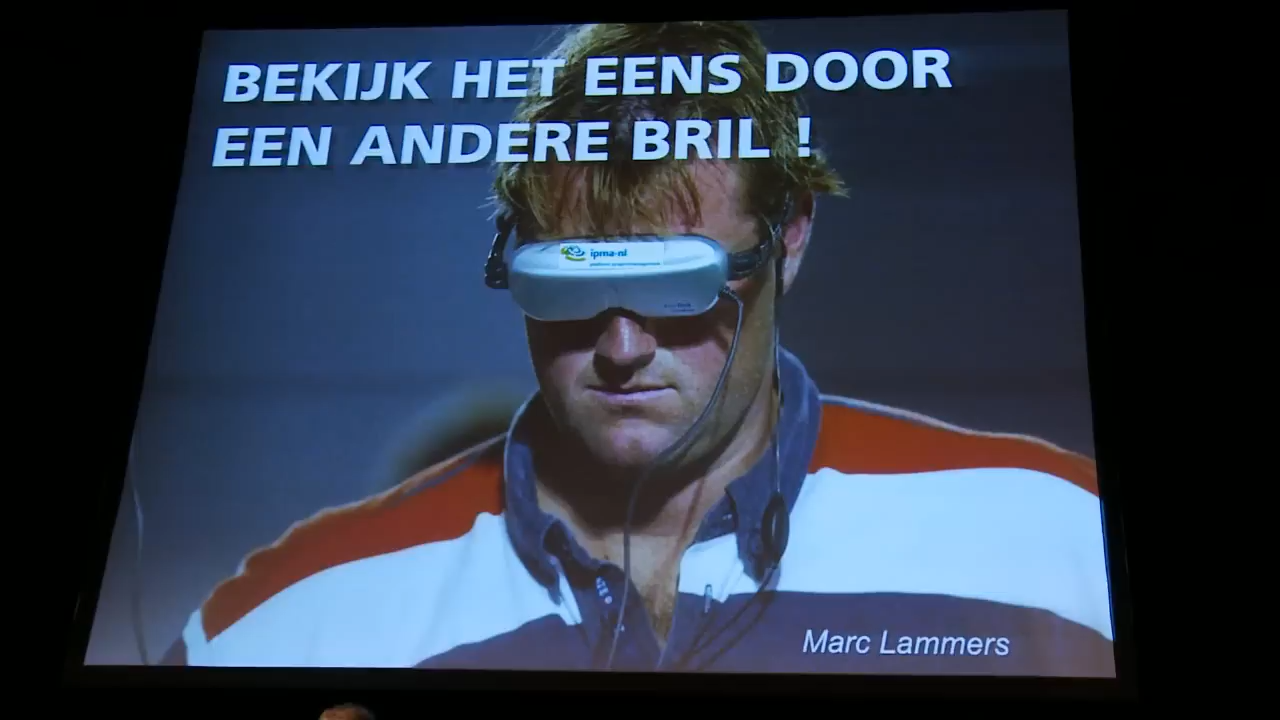 BEKIJK HET EENS DOOR
EEN ANDERE BRIL !
ipma-nl
Marc Lammers